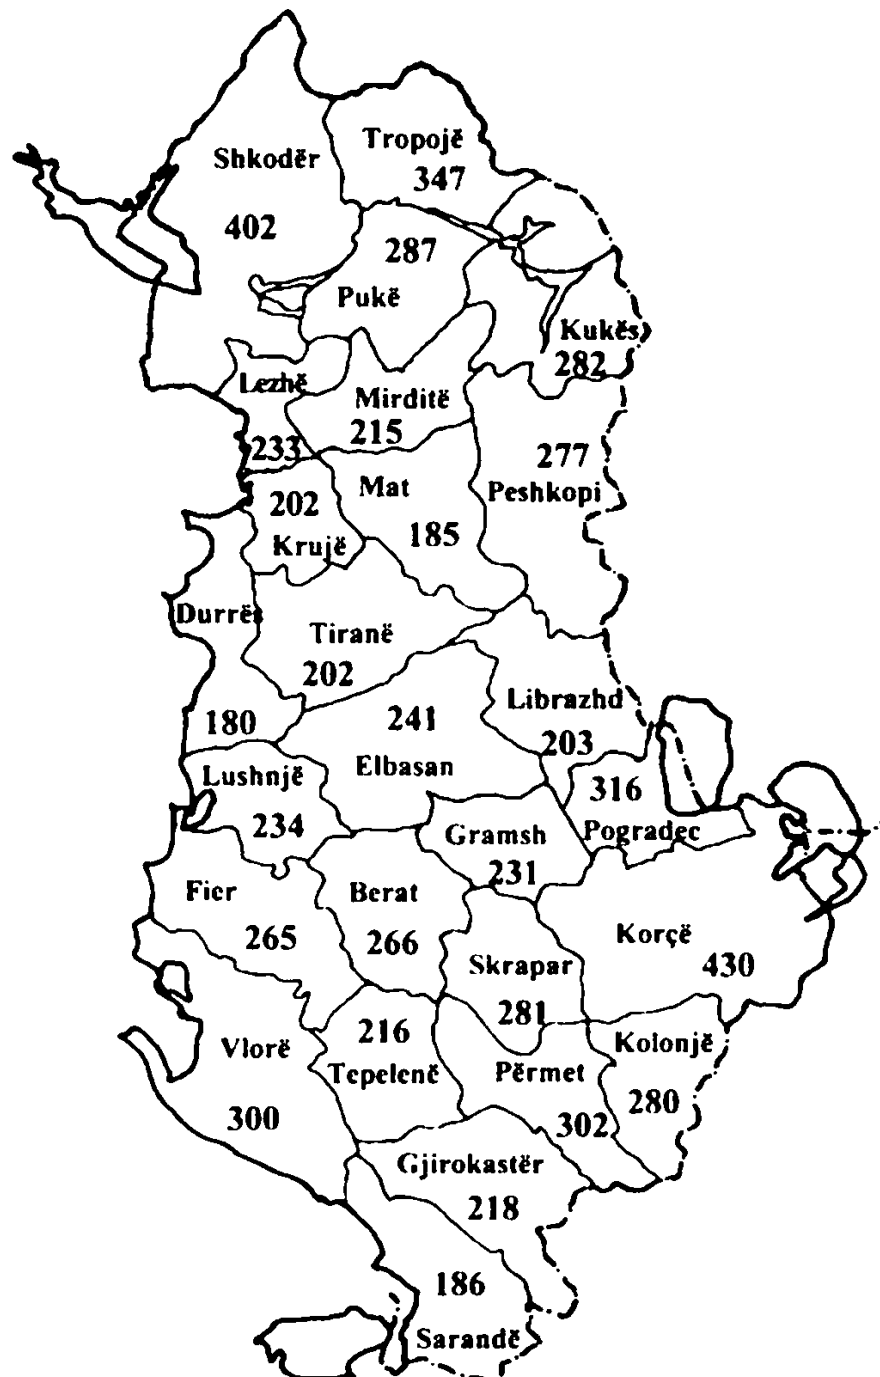 Shkodër
402
Tropojë
347
287
Pukë
Kukës
282
Lezhë
233
Mirditë
215
277
Peshkopi
202
Krujë
Mat
185
Durrës
180
Tiranë
202
Librazhd
203
241
Elbasan
Lushnjë
234
316
Pogradec
Gramsh
231
Fier
265
Berat
266
Skrapar
281
Korçë
430
Vlorë
300
216
Tepelenë
Përmet
302
Kolonjë
280
Gjirokastër
218
186
Sarandë